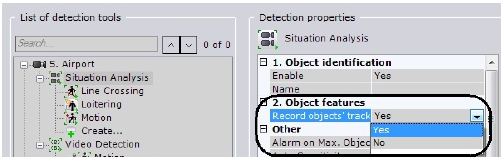 List of detection tools
Search...
0 of 0
5. Airport
Situation Analysis
Line Crossing
Loitering
Motion
Create...
Video Detection
Detection properties
Situation Analysis
1. Object identification
Enable Yes
Name
2. Object features
Record objects' track Yes
Other Yes
Alarm on Max. Objec No